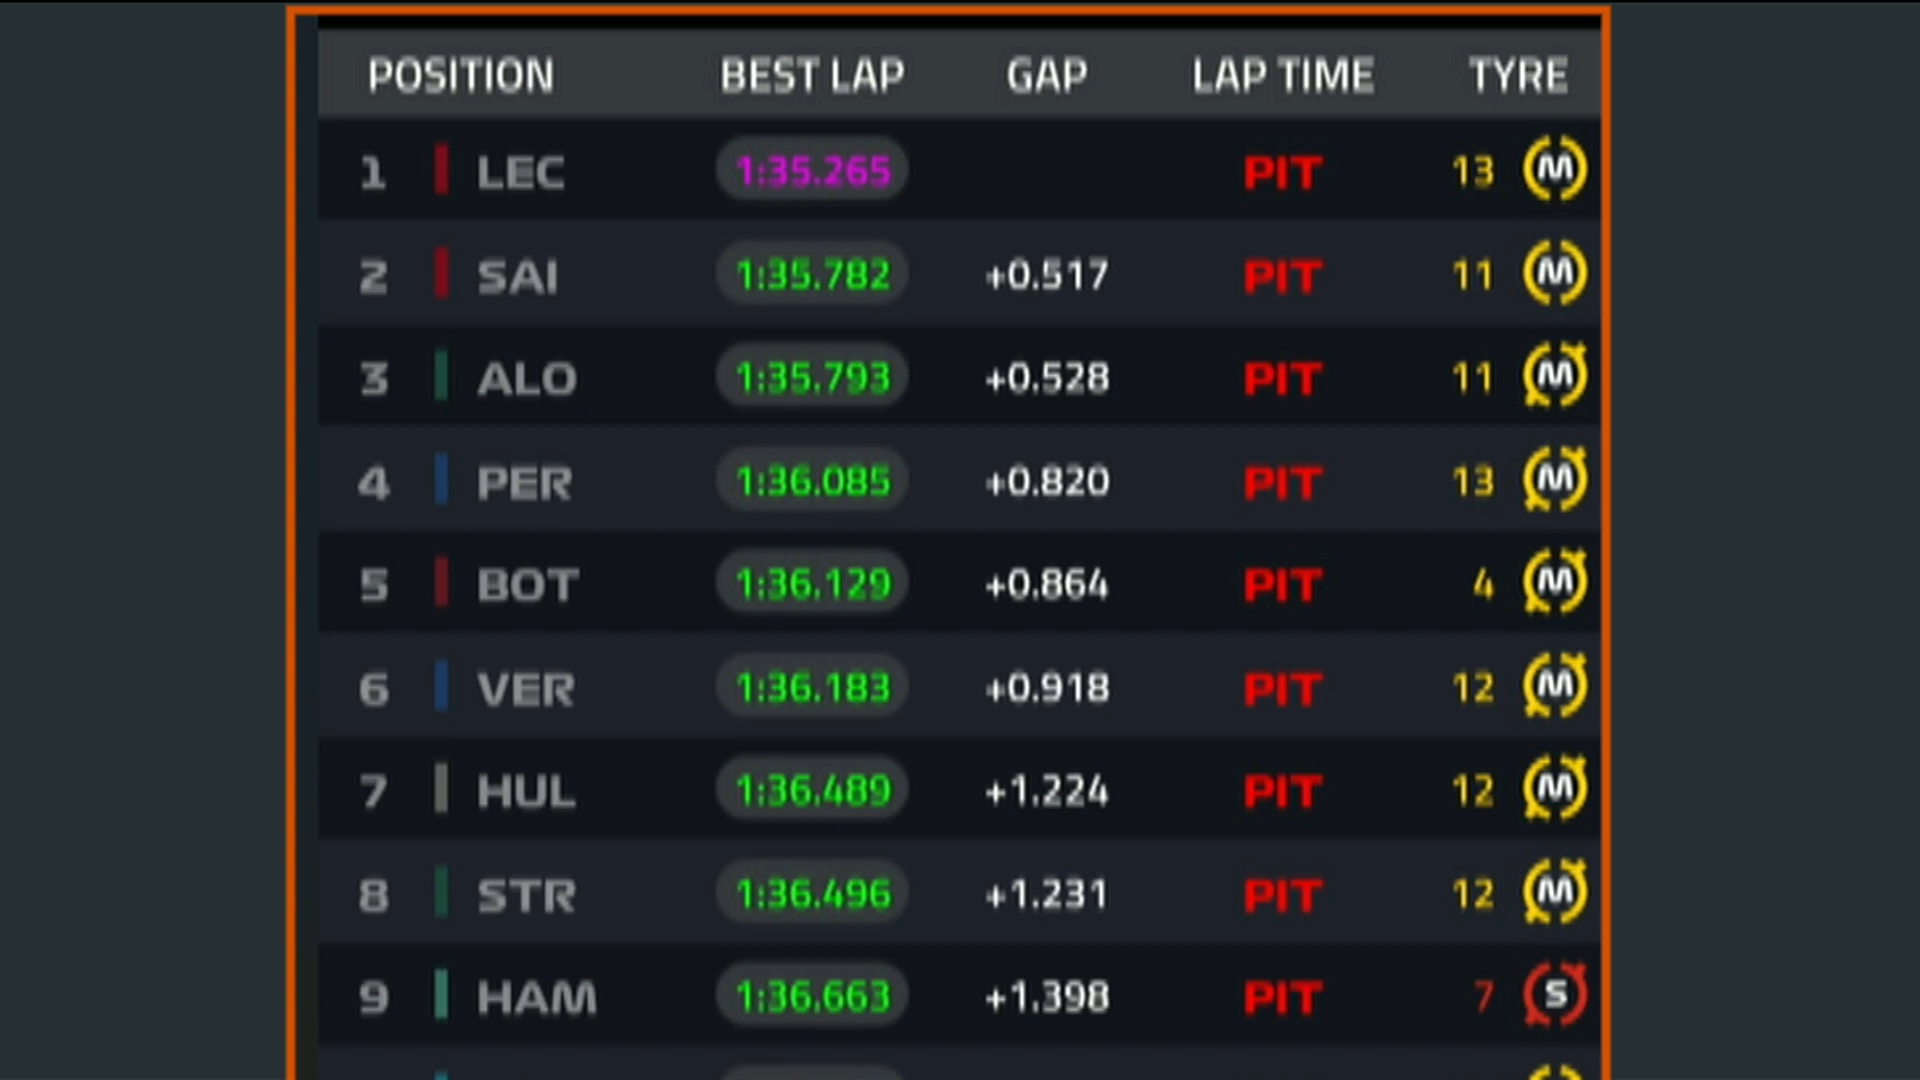 POSITION BEST LAP GAP LAP TIME TYRE
1 LEC 1:35.265 PIT 13 M
2 SAI 1:35.782 +0.517 PIT 11 M
3 ALO 1:35.793 +0.528 PIT 11 M
4 PER 1:36.085 +0.820 PIT 13 M
5 BOT 1:36.129 +0.864 PIT 4 M
6 VER 1:36.183 +0.918 PIT 12 M
7 HUL 1:36.489 +1.224 PIT 12 M
8 STR 1:36.496 +1.231 PIT 12 M
9 HAM 1:36.663 +1.398 PIT 7 S